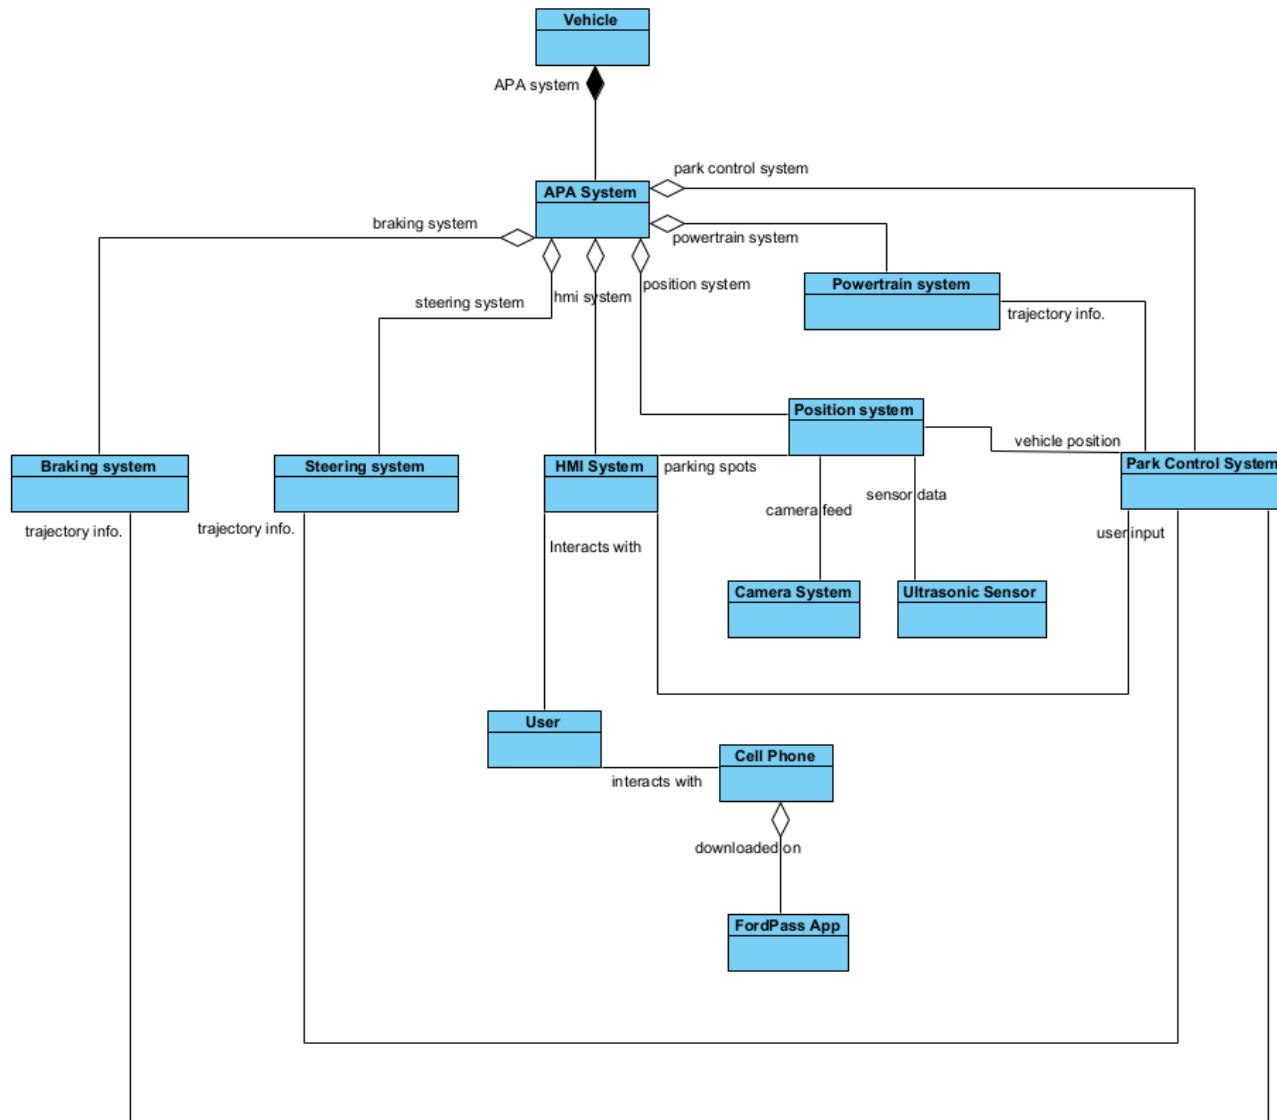 Vehicle
APA system
park control system
APA System
braking system
powertrain system
position system
Powertrain system
steering system
hmi system
trajectory info.
Position system
vehicle position
Braking system
Steering system
HMI System
parking spots
Park Control System
sensor data
camera feed
trajectory info.
trajectory info.
user input
Interacts with
Camera System
Ultrasonic Sensor
User
Cell Phone
interacts with
downloaded on
FordPass App